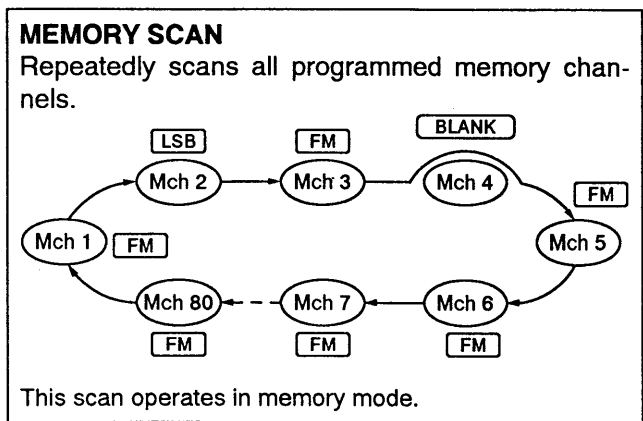 MEMORY SCAN
Repeatedly scans all programmed memory chan-
nels.
LSB FM BLANK
Mch 2 Mch 3 Mch 4
FM
Mch 1 FM Mch 5
Mch 80 Mch 7 Mch 6
FM FM FM
This scan operates in memory mode.